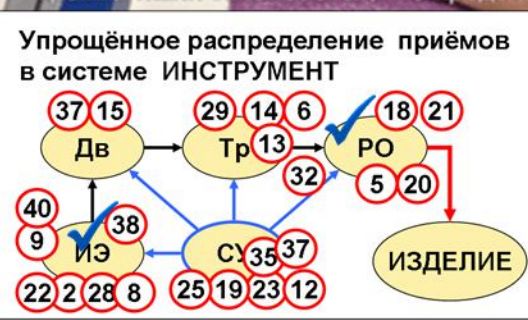 Упрощённое распределение приёмов
в системе ИНСТРУМЕНТ
37 15 29 14 6 18 21
Дв Тр 13 РО
32 5 20
40
9 ИЭ 38 СУ 35 37 ИЗДЕЛИЕ
22 2 28 8 25 19 23 12